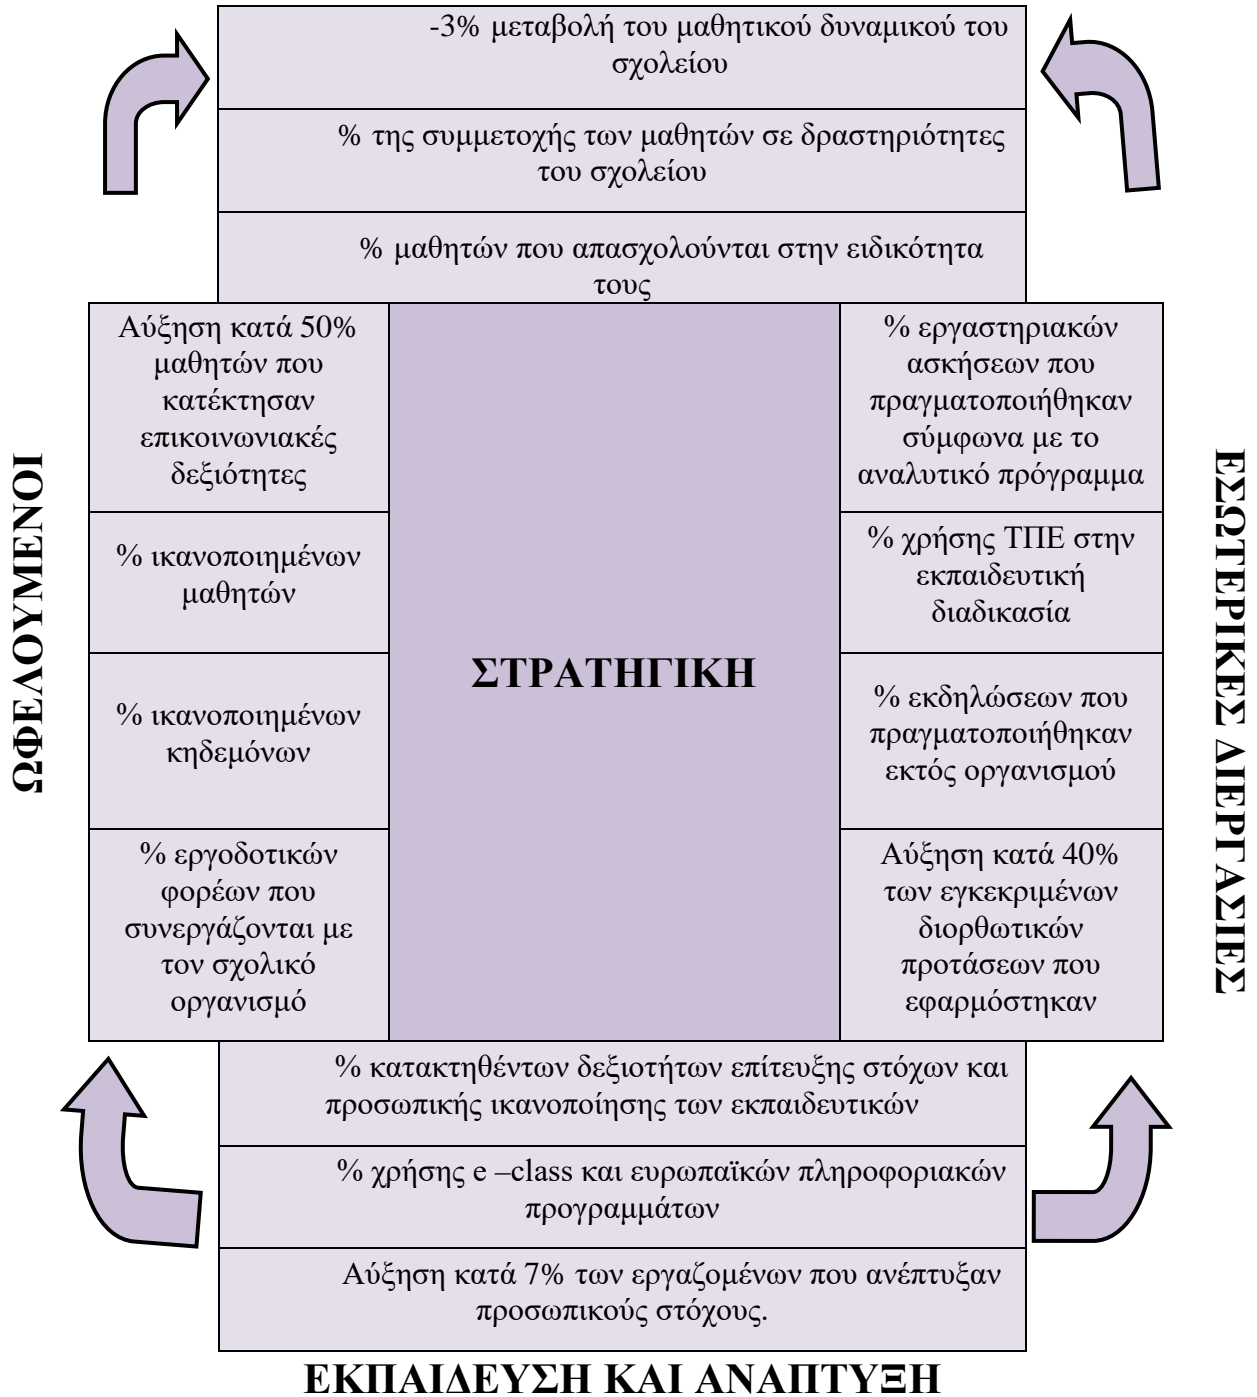 -3% μεταβολή του μαθητικού δυναμικού του
σχολείου
% της συμμετοχής των μαθητών σε δραστηριότητες
του σχολείου
% μαθητών που απασχολούνται στην ειδικότητα
τους
ΩΦΕΛΟΥΜΕΝΟΙ
Αύξηση κατά 50%
μαθητών που
κατέκτησαν
επικοινωνιακές
δεξιότητες
% ικανοποιημένων
μαθητών
% ικανοποιημένων
κηδεμόνων
% εργοδοτικών
φορέων που
συνεργάζονται με
τον σχολικό
οργανισμό
ΣΤΡΑΤΗΓΙΚΗ
% εργαστηριακών
ασκήσεων που
πραγματοποιήθηκαν
σύμφωνα με το
αναλυτικό πρόγραμμα
% χρήσης ΤΠΕ στην
εκπαιδευτική
διαδικασία
% εκδηλώσεων που
πραγματοποιήθηκαν
εκτός οργανισμού
Αύξηση κατά 40%
των εγκεκριμένων
διορθωτικών
προτάσεων που
εφαρμόστηκαν
ΕΣΩΤΕΡΙΚΕΣ ΔΙΕΡΓΑΣΙΕΣ
% κατακτηθέντων δεξιοτήτων επίτευξης στόχων και
προσωπικής ικανοποίησης των εκπαιδευτικών
% χρήσης e –class και ευρωπαϊκών πληροφοριακών
προγραμμάτων
Αύξηση κατά 7% των εργαζομένων που ανέπτυξαν
προσωπικούς στόχους.
ΕΚΠΑΙΔΕΥΣΗ ΚΑΙ ΑΝΑΠΤΥΞΗ